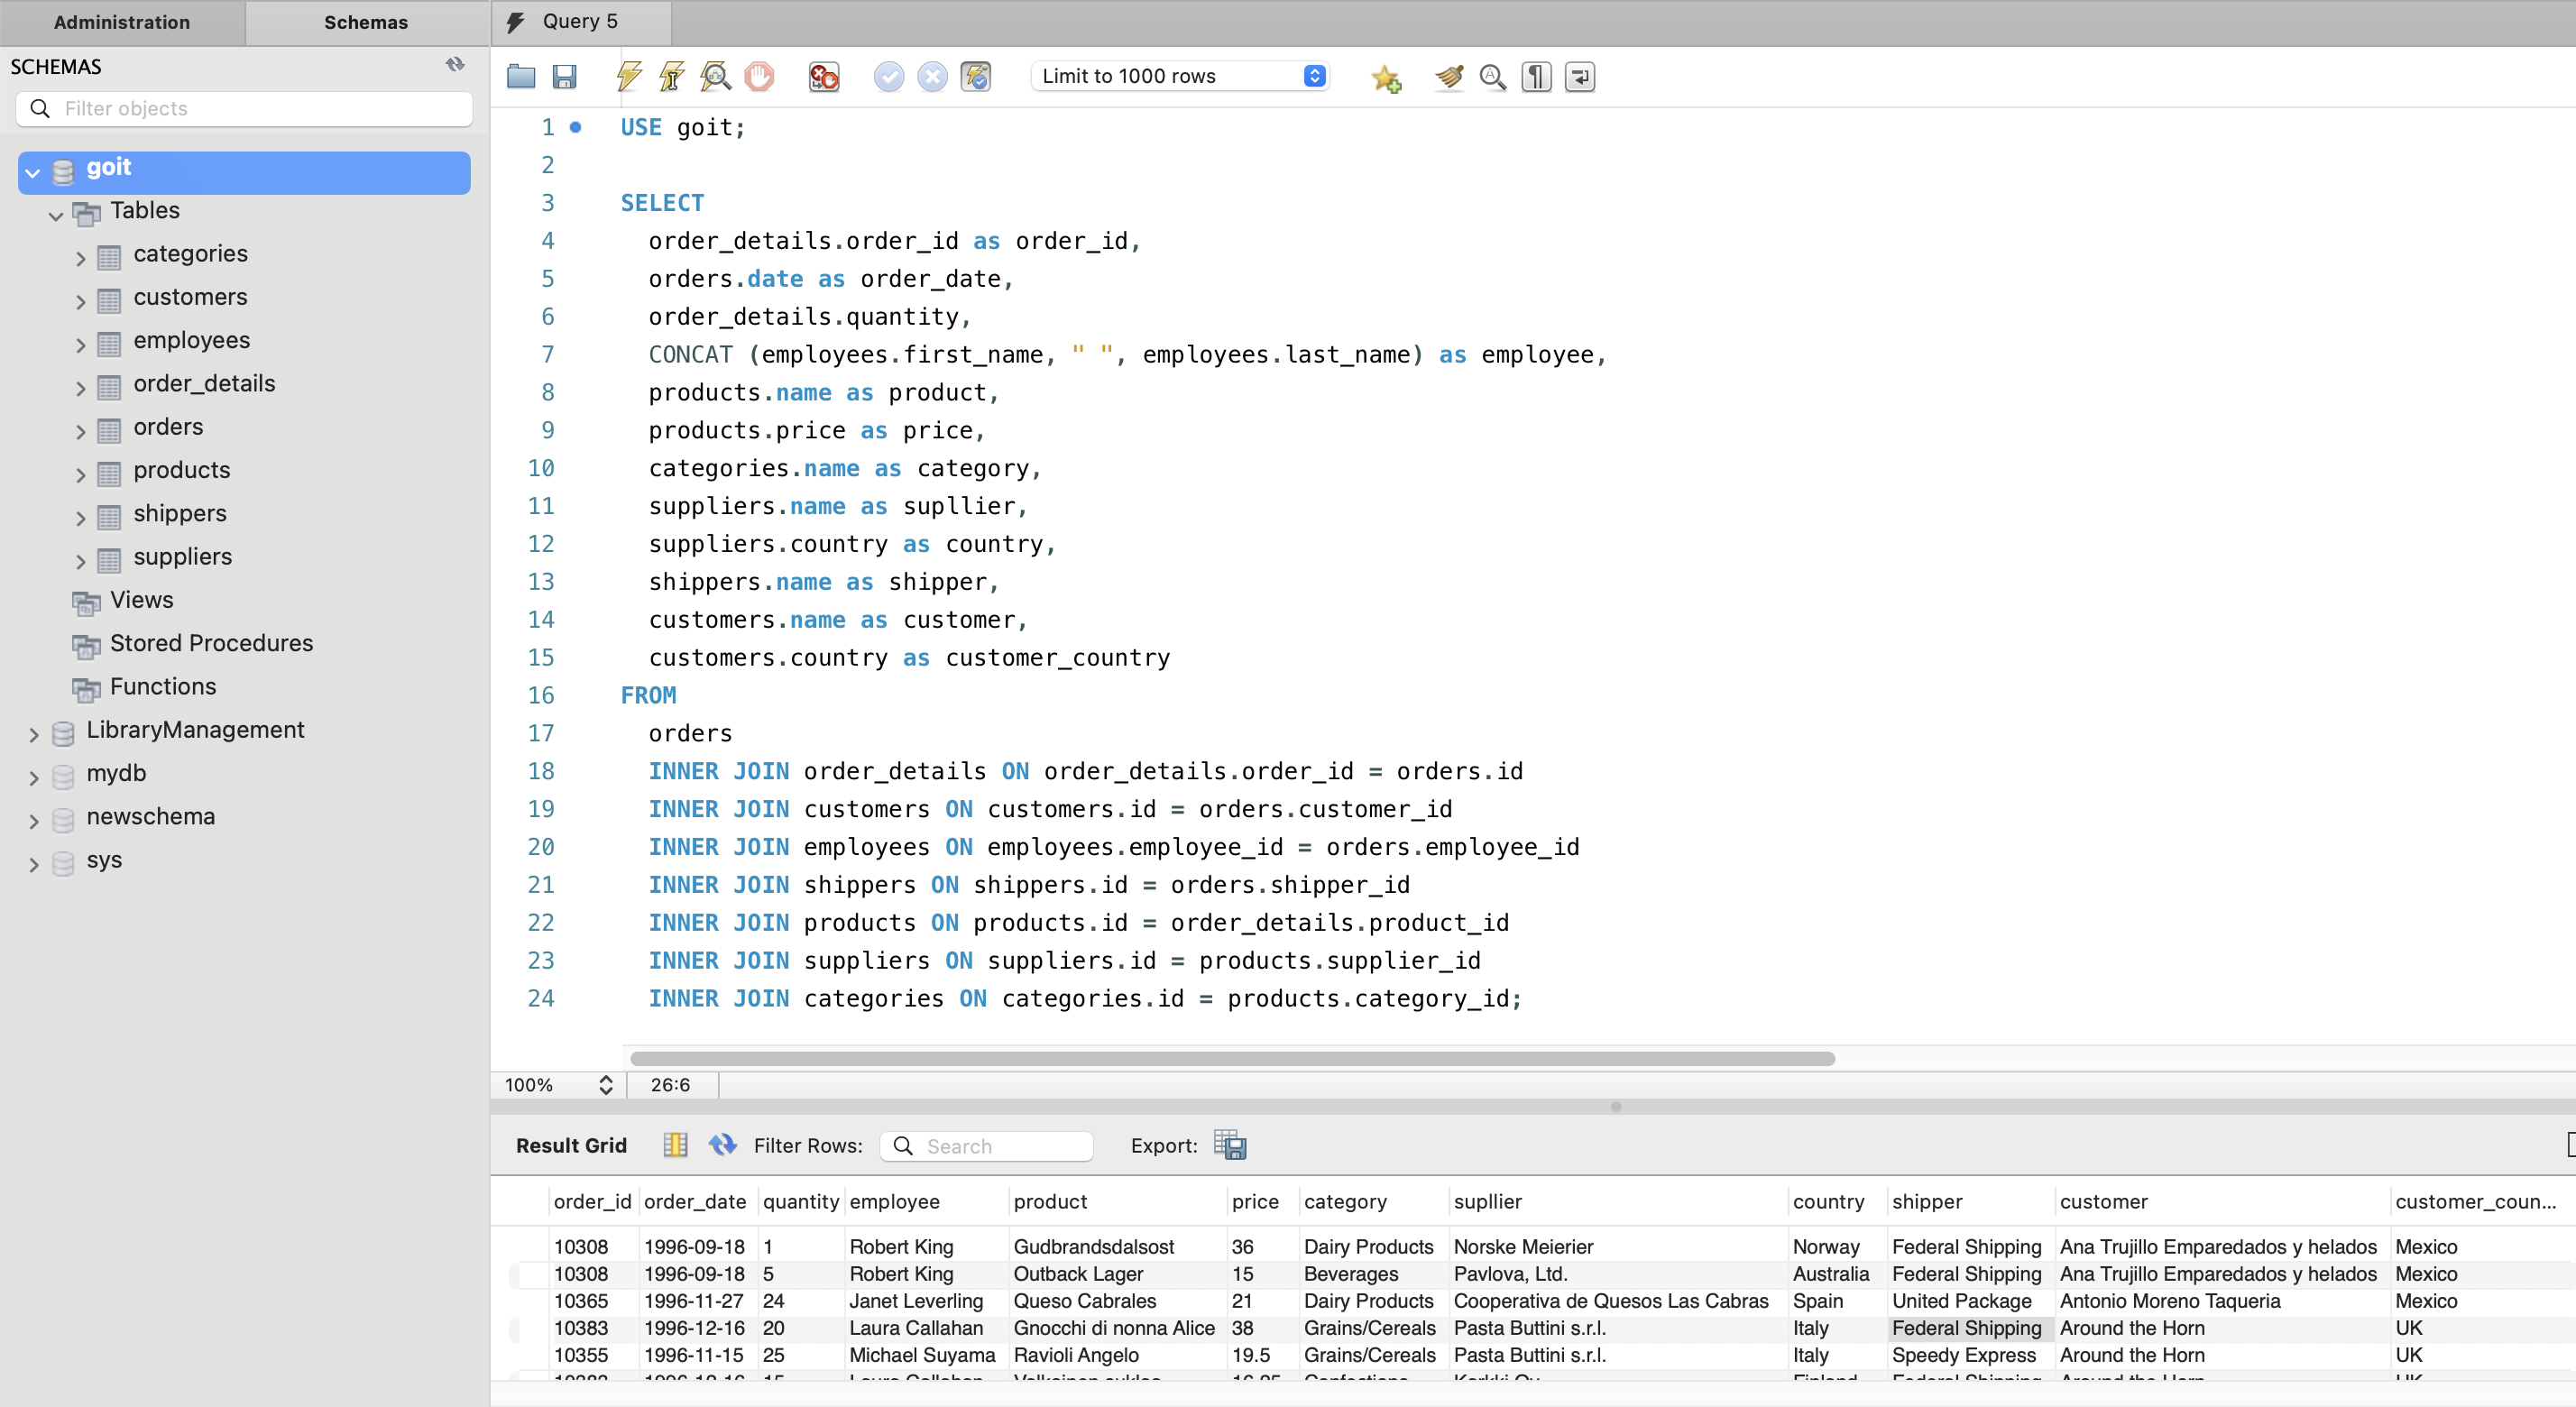 Administration Schemas Query 5
SCHEMAS
Filter objects
Limit to 1000 rows
goit
Tables
categories
customers
employees
order_details
orders
products
shippers
suppliers
Views
Stored Procedures
Functions
LibraryManagement
mydb
newschema
sys
1 USE goit;
2
3 SELECT
4 order_details.order_id as order_id,
5 orders.date as order_date,
6 order_details.quantity,
7 CONCAT (employees.first_name, " ", employees.last_name) as employee,
8 products.name as product,
9 products.price as price,
10 categories.name as category,
11 suppliers.name as supllier,
12 suppliers.country as country,
13 shippers.name as shipper,
14 customers.name as customer,
15 customers.country as customer_country
16 FROM
17 orders
18 INNER JOIN order_details ON order_details.order_id = orders.id
19 INNER JOIN customers ON customers.id = orders.customer_id
20 INNER JOIN employees ON employees.employee_id = orders.employee_id
21 INNER JOIN shippers ON shippers.id = orders.shipper_id
22 INNER JOIN products ON products.id = order_details.product_id
23 INNER JOIN suppliers ON suppliers.id = products.supplier_id
24 INNER JOIN categories ON categories.id = products.category_id;
100% 26:6
Result Grid Filter Rows: Search Export:
order_id order_date quantity employee product price category supllier country shipper customer customer_coun...
10308 1996-09-18 1 Robert King Gudbrandsdalsost 36 Dairy Products Norske Meierier Norway Federal Shipping Ana Trujillo Emparedados y helados Mexico
10308 1996-09-18 5 Robert King Outback Lager 15 Beverages Pavlova, Ltd. Australia Federal Shipping Ana Trujillo Emparedados y helados Mexico
10365 1996-11-27 24 Janet Leverling Queso Cabrales 21 Dairy Products Cooperativa de Quesos Las Cabras Spain United Package Antonio Moreno Taqueria Mexico
10383 1996-12-16 20 Laura Callahan Gnocchi di nonna Alice 38 Grains/Cereals Pasta Buttini s.r.l. Italy Federal Shipping Around the Horn UK
10355 1996-11-15 25 Michael Suyama Ravioli Angelo 19.5 Grains/Cereals Pasta Buttini s.r.l. Italy Speedy Express Around the Horn UK